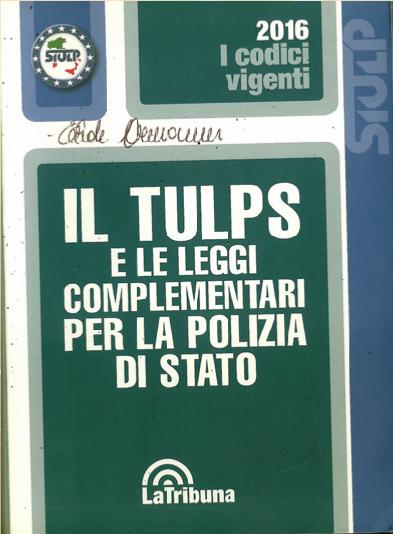 SIULP
2016
I codici
vigenti
SIULP
IL TULPS
E LE LEGGI
COMPLEMENTARI
PER LA POLIZIA
DI STATO
LaTribuna